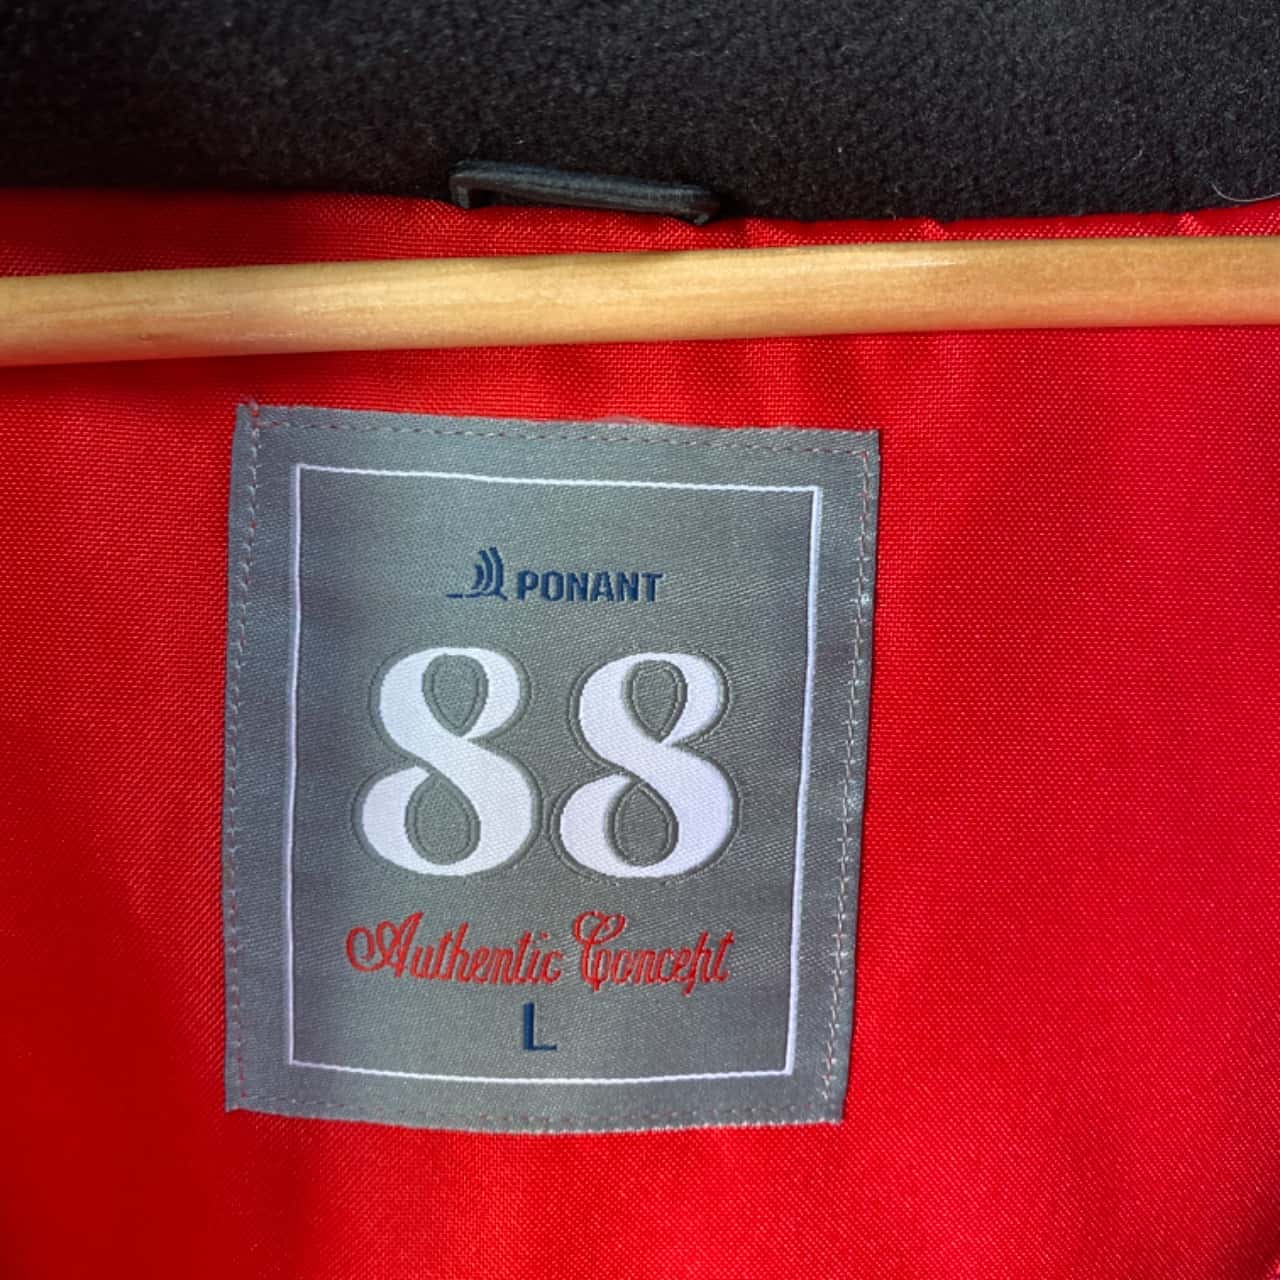 PONANT
88
Authentic Concept
L